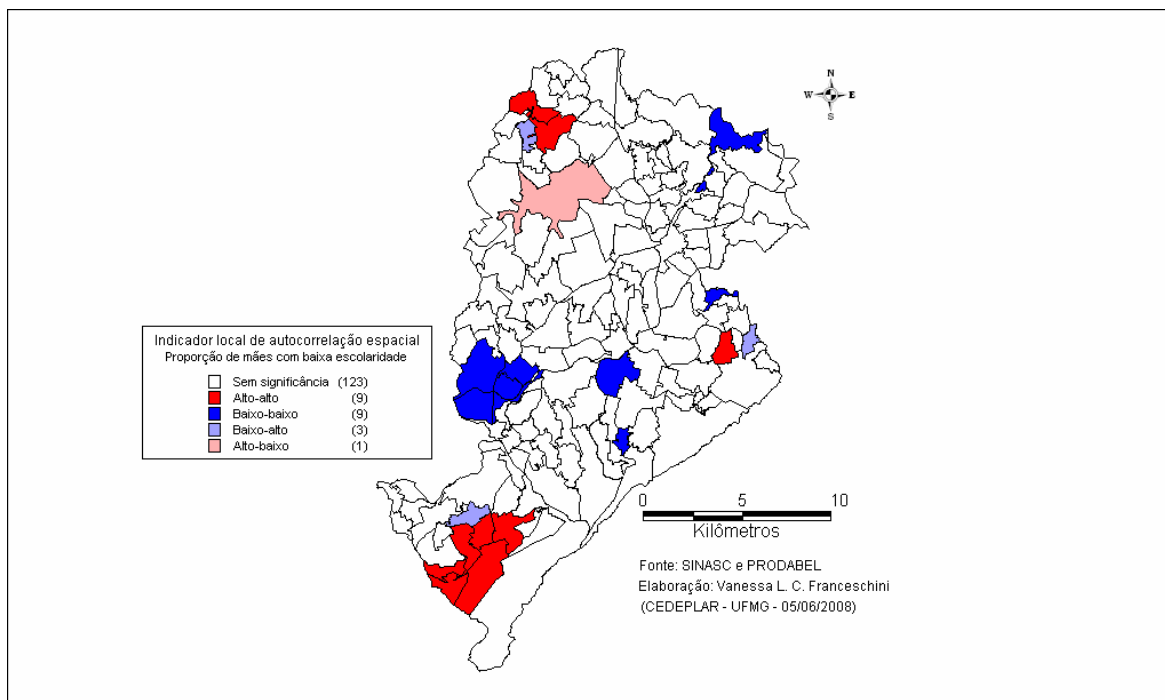 N
W E
S
Indicador local de autocorrelação espacial
Proporção de mães com baixa escolaridade
Sem significância (123)
Alto-alto (9)
Baixo-baixo (9)
Baixo-alto (3)
Alto-baixo (1)
0 5 10
Kilômetros
Fonte: SINASC e PRODABEL
Elaboração: Vanessa L. C. Franceschini
(CEDEPLAR - UFMG - 05/06/2008)